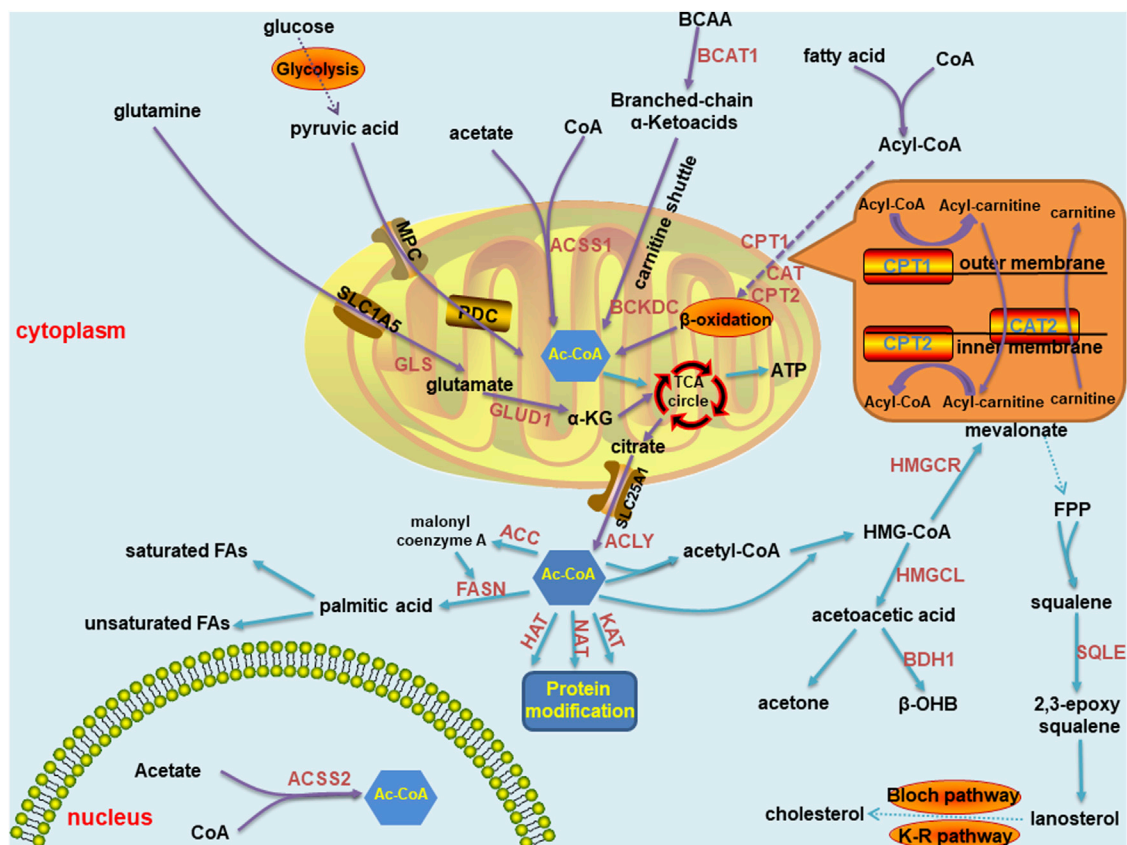 glucose
Glycolysis
pyruvic acid
glutamine
acetate
CoA
BCAA
BCAT1
Branched-chain
α-Ketoacids
fatty acid
CoA
Acyl-CoA
carnitine shuttle
MPC
SLC1A5
PDC
ACSS1
BCKDC
CPT1
CAT
CPT2
β-oxidation
Ac-CoA
GLS
glutamate
GLUD1
α-KG
TCA
circle
ATP
citrate
SLC25A1
cytoplasm
Acyl-CoA
Acyl-carnitine
carnitine
CPT1
outer membrane
CAT2
CPT2
inner membrane
Acyl-CoA
Acyl-carnitine
carnitine
mevalonate
HMGCR
FPP
malonyl
coenzyme A
ACC
ACLY
acetyl-CoA
HMG-CoA
saturated FAs
FASN
Ac-CoA
HMGCL
palmitic acid
unsaturated FAs
acetoacetic acid
squalene
HAT
NAT
KAT
BDH1
SQLE
Protein
modification
acetone
β-OHB
2,3-epoxy
squalene
Acetate
ACSS2
Ac-CoA
nucleus
CoA
Bloch pathway
cholesterol
lanosterol
K-R pathway